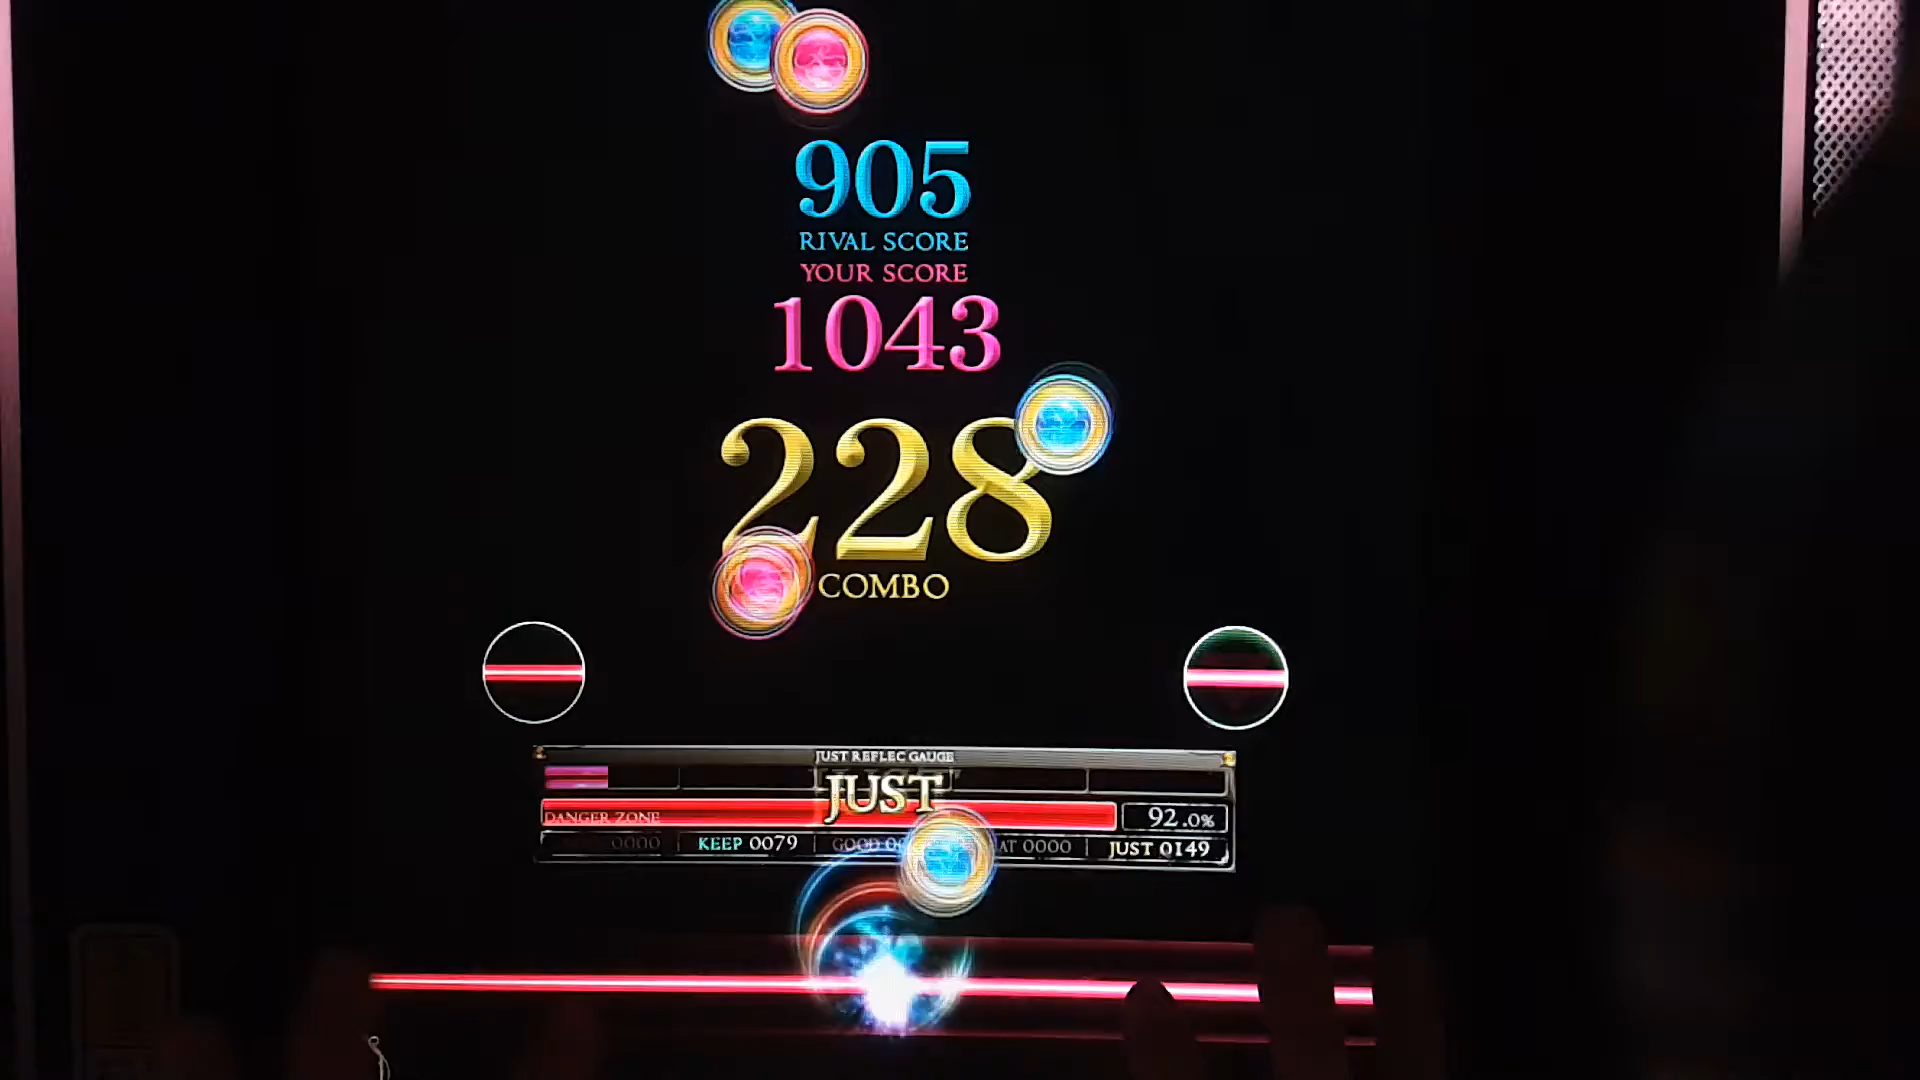 905
RIVAL SCORE
YOUR SCORE
1043
228
COMBO
JUST REFLEC GAUGE
JUST
DANGER ZONE 92.0%
0000 KEEP 0079 GOOD 0000 JUST 0149